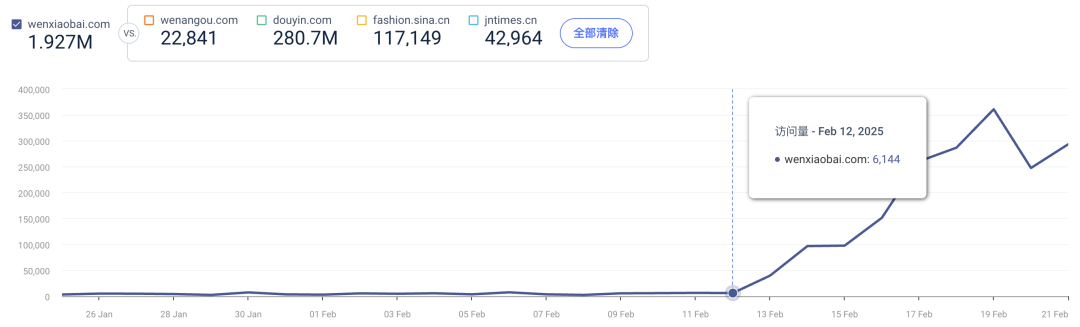 wenxiaobai.com
1.927M
VS.
wenangou.com
22,841
douyin.com
280.7M
fashion.sina.cn
117,149
jntimes.cn
42,964
全部清除
400,000
350,000
300,000
250,000
200,000
150,000
100,000
50,000
0
访问量 - Feb 12, 2025
wenxiaobai.com: 6,144
26 Jan
28 Jan
30 Jan
01 Feb
03 Feb
05 Feb
07 Feb
09 Feb
11 Feb
13 Feb
15 Feb
17 Feb
19 Feb
21 Feb